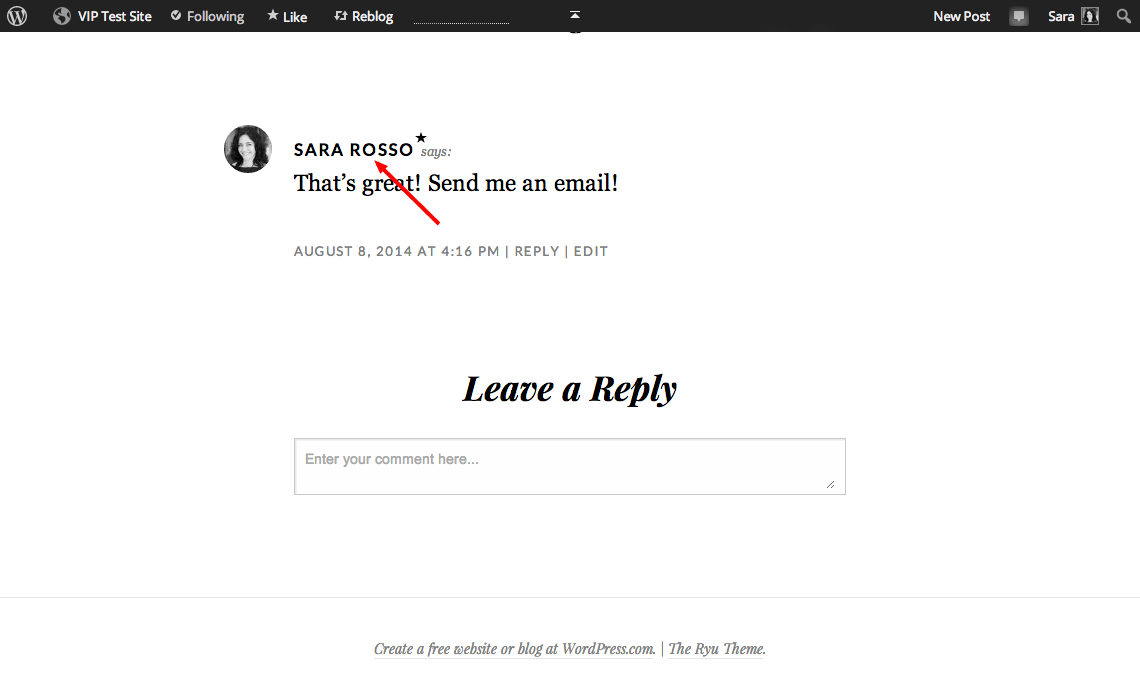 VIP Test Site Following Like Reblog New Post Sara
SARA ROSSO says:
That’s great! Send me an email!
AUGUST 8, 2014 AT 4:16 PM | REPLY | EDIT
Leave a Reply
Enter your comment here...
Create a free website or blog at WordPress.com. | The Ryu Theme.